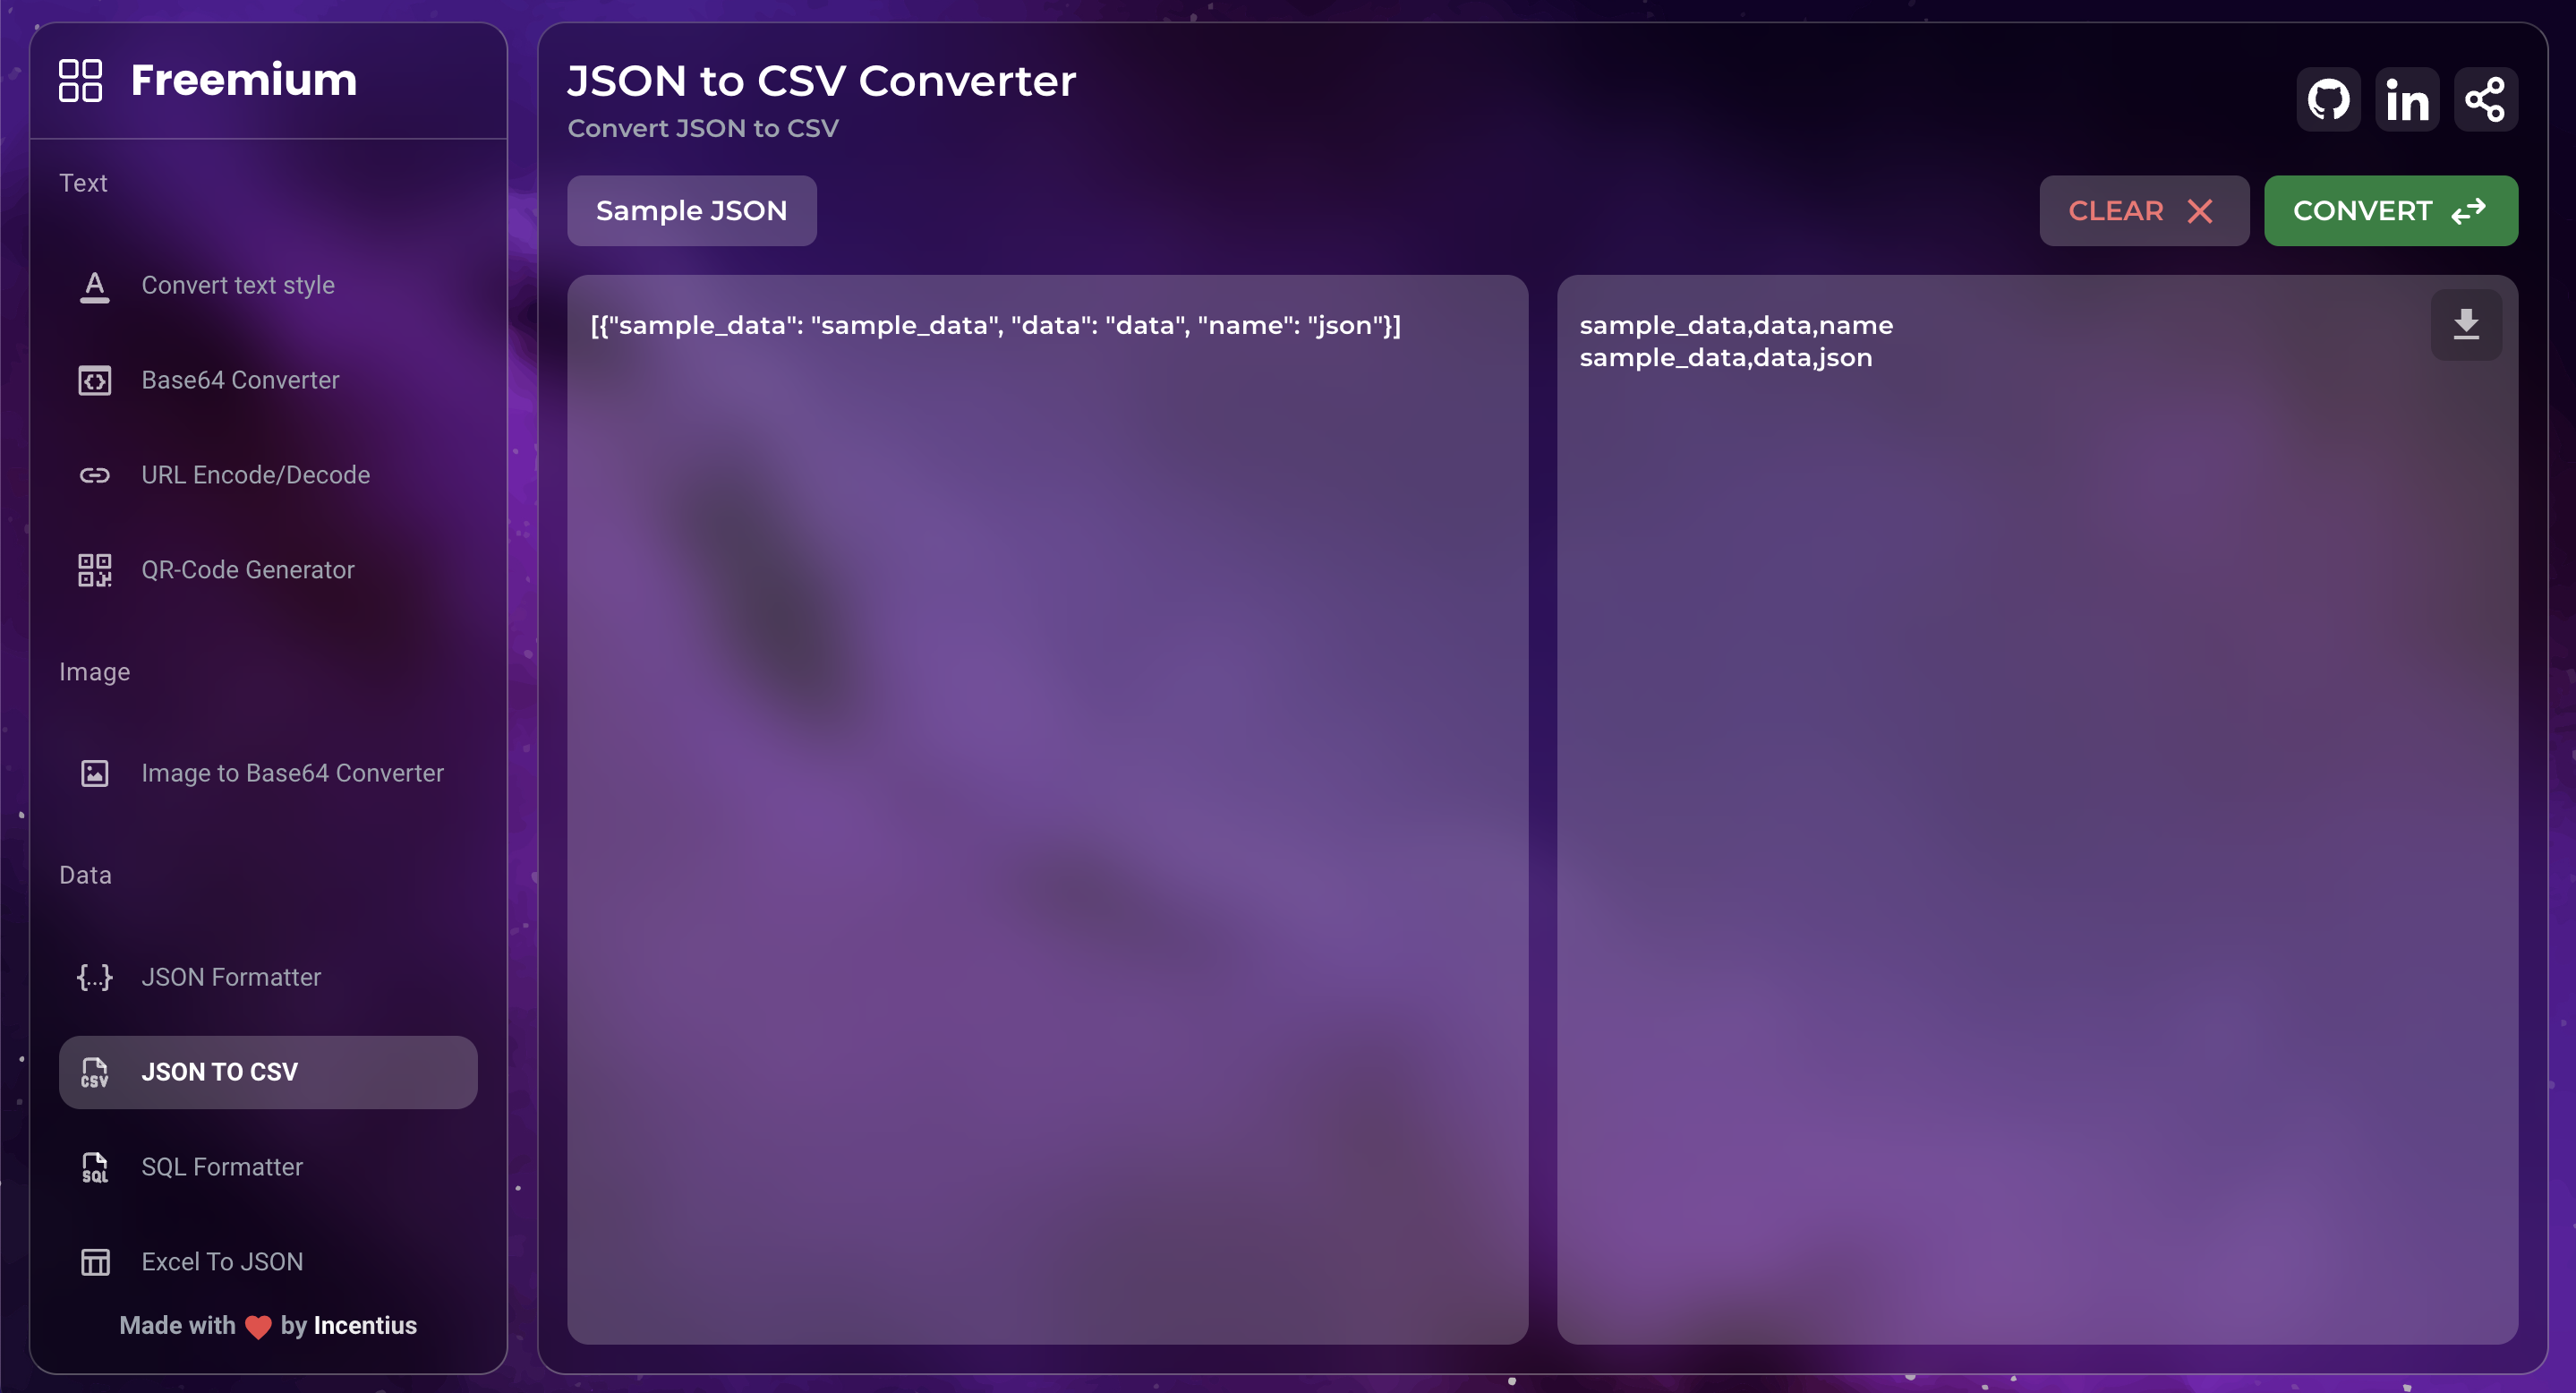 Freemium
Text
Convert text style
Base64 Converter
URL Encode/Decode
QR-Code Generator
Image
Image to Base64 Converter
Data
JSON Formatter
JSON TO CSV
SQL Formatter
Excel To JSON
Made with ❤ by Incentius
JSON to CSV Converter
Convert JSON to CSV
Sample JSON
CLEAR
CONVERT
[{"sample_data": "sample_data", "data": "data", "name": "json"}]
sample_data,data,name
sample_data,data,json